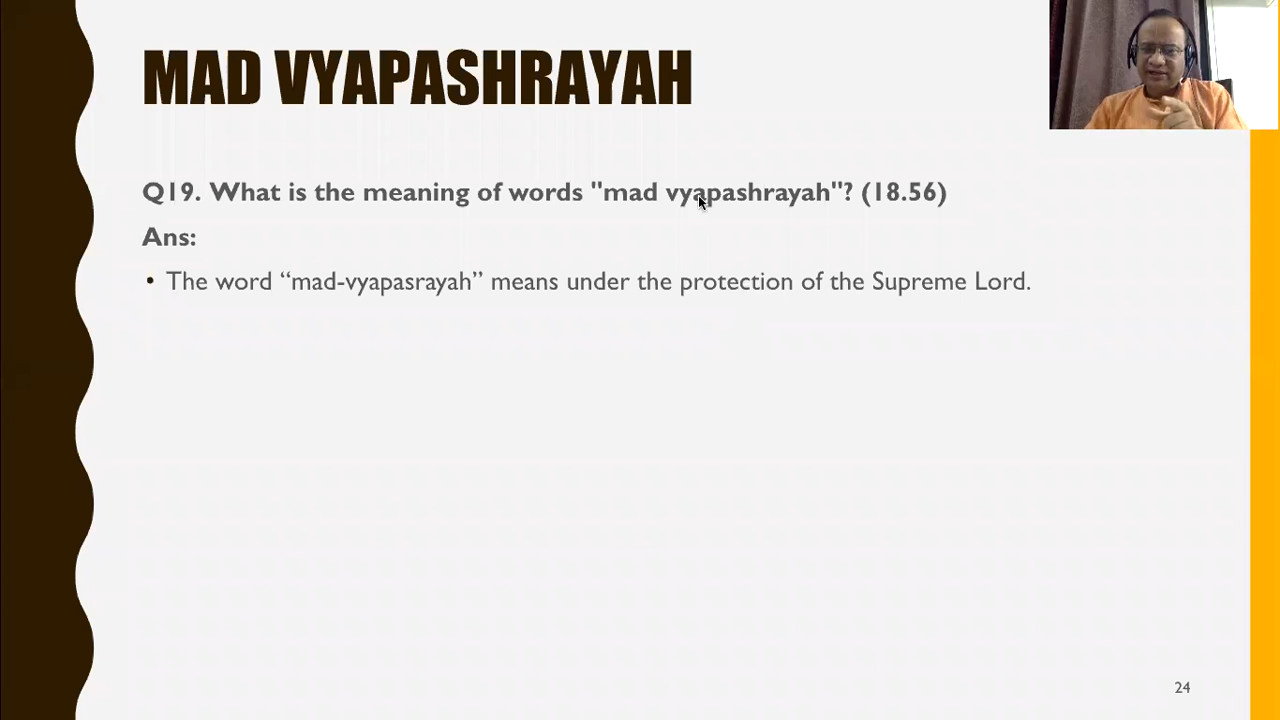 MAD VYAPASHRAYAH
Q19. What is the meaning of words "mad vyapashrayah"? (18.56)
Ans:
• The word “mad-vyapasrayah” means under the protection of the Supreme Lord.
24